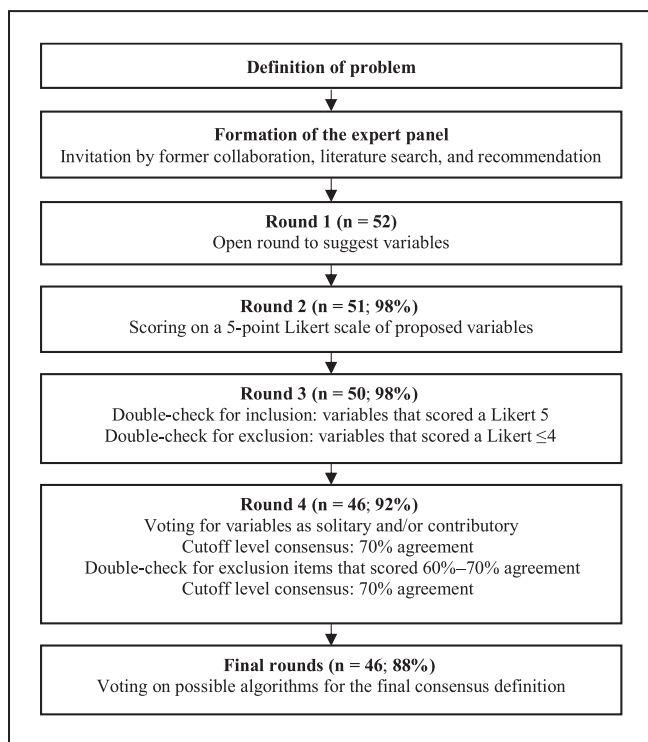 Definition of problem
Formation of the expert panel
Invitation by former collaboration, literature search, and recommendation
Round 1 (n = 52)
Open round to suggest variables
Round 2 (n = 51; 98%)
Scoring on a 5-point Likert scale of proposed variables
Round 3 (n = 50; 98%)
Double-check for inclusion: variables that scored a Likert 5
Double-check for exclusion: variables that scored a Likert ≤4
Round 4 (n = 46; 92%)
Voting for variables as solitary and/or contributory
Cutoff level consensus: 70% agreement
Double-check for exclusion items that scored 60%–70% agreement
Cutoff level consensus: 70% agreement
Final rounds (n = 46; 88%)
Voting on possible algorithms for the final consensus definition